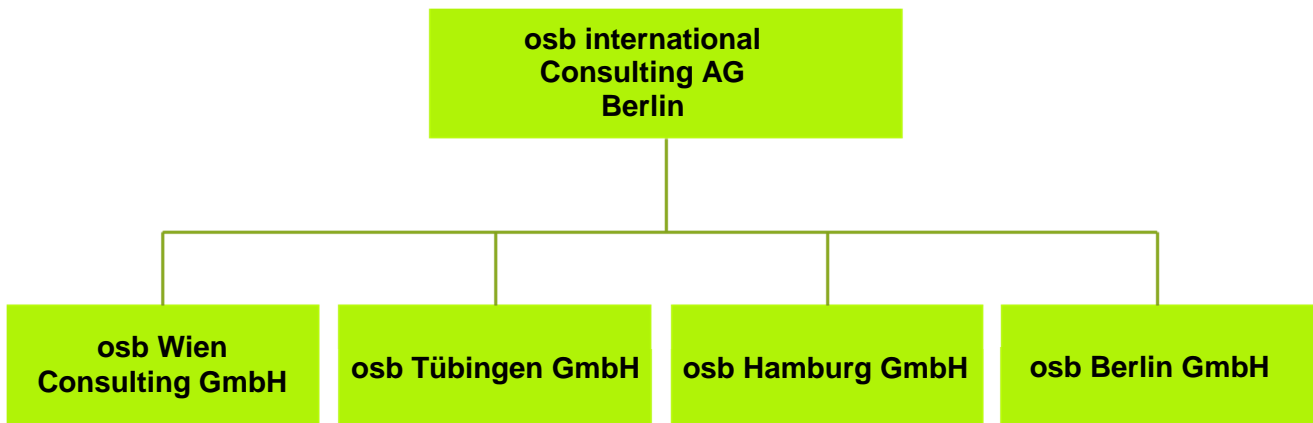 osb international
Consulting AG
Berlin
osb Wien
Consulting GmbH
osb Tübingen GmbH
osb Hamburg GmbH
osb Berlin GmbH